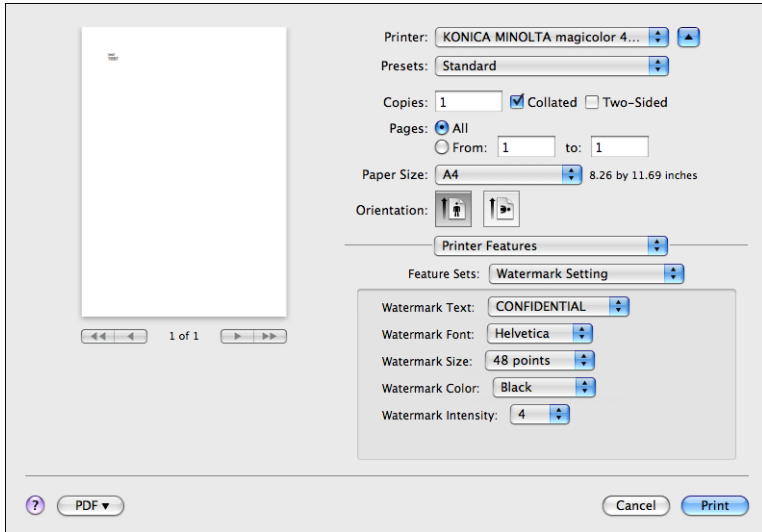 Printer: KONICA MINOLTA magicolor 4...
Presets: Standard
Copies: 1 Collated Two-Sided
Pages: All
From: 1 to: 1
Paper Size: A4 8.26 by 11.69 inches
Orientation:
Printer Features
Feature Sets: Watermark Setting
Watermark Text: CONFIDENTIAL
Watermark Font: Helvetica
Watermark Size: 48 points
Watermark Color: Black
Watermark Intensity: 4
1 of 1
? PDF▼ Cancel Print